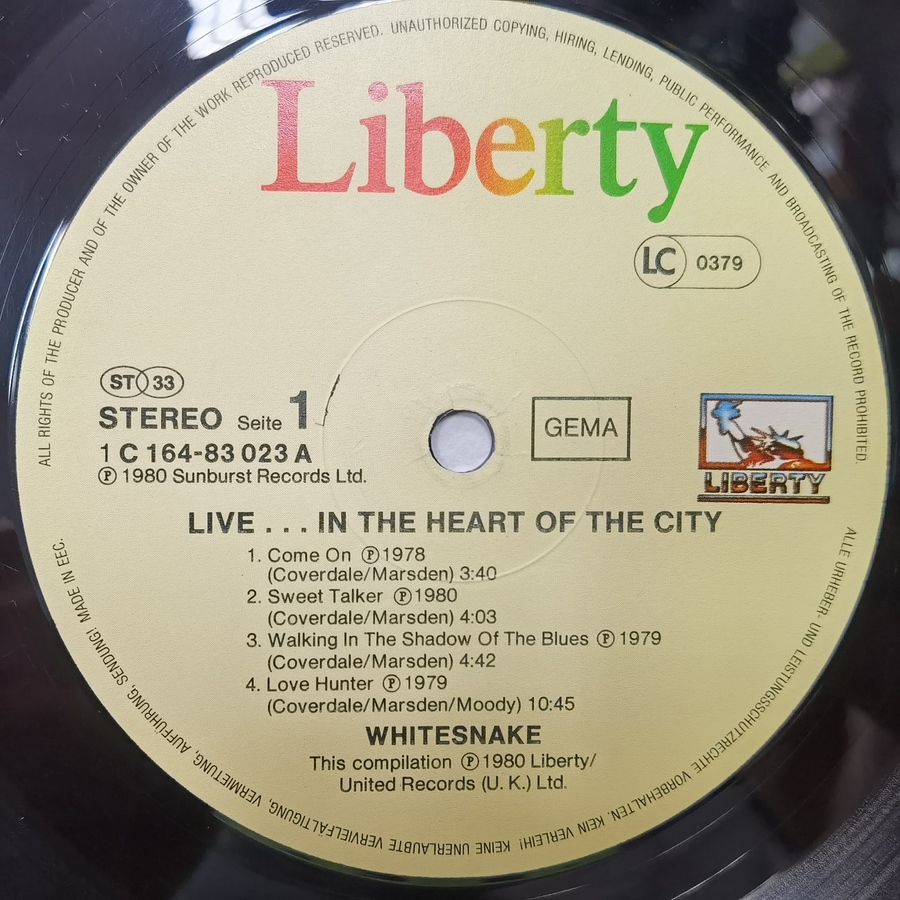 ALL RIGHTS OF THE PRODUCER AND OF THE OWNER OF THE WORK REPRODUCED RESERVED. UNAUTHORIZED COPYING, HIRING, LENDING, PUBLIC PERFORMANCE AND BROADCASTING OF THE RECORD PROHIBITED.
Liberty
LC 0379
ST 33
STEREO Seite 1
1 C 164-83 023 A
Ⓟ 1980 Sunburst Records Ltd.
GEMA
LIBERTY
LIVE . . . IN THE HEART OF THE CITY
1. Come On Ⓟ 1978
(Coverdale/Marsden) 3:40
2. Sweet Talker Ⓟ 1980
(Coverdale/Marsden) 4:03
3. Walking In The Shadow Of The Blues Ⓟ 1979
(Coverdale/Marsden) 4:42
4. Love Hunter Ⓟ 1979
(Coverdale/Marsden/Moody) 10:45
WHITESNAKE
This compilation Ⓟ 1980 Liberty/
United Records (U. K.) Ltd.
ALLE URHEBER- UND LEISTUNGSSCHUTZRECHTE VORBEHALTEN. KEIN VERLEIH! KEINE UNERLAUBTE VERVIELFÄLTIGUNG, VERMIETUNG, AUFFÜHRUNG, SENDUNG! MADE IN EEC.